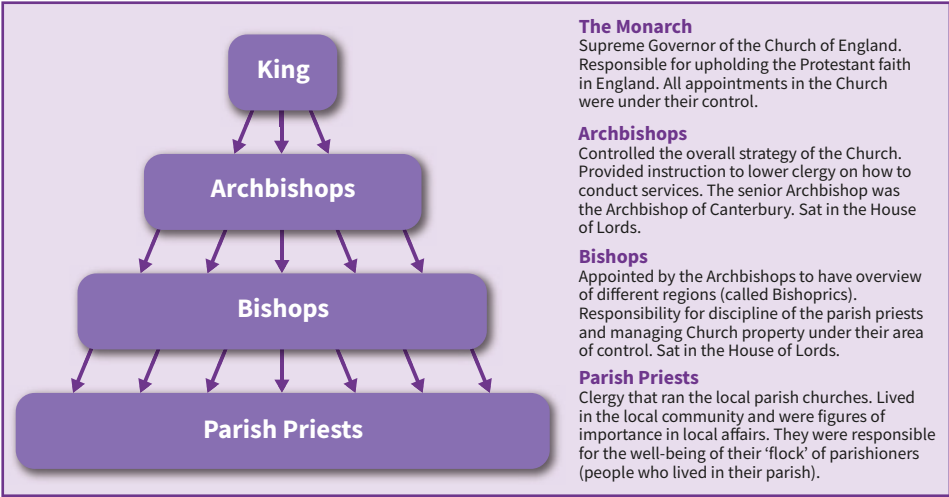 King
Archbishops
Bishops
Parish Priests
The Monarch
Supreme Governor of the Church of England.
Responsible for upholding the Protestant faith
in England. All appointments in the Church
were under their control.
Archbishops
Controlled the overall strategy of the Church.
Provided instruction to lower clergy on how to
conduct services. The senior Archbishop was
the Archbishop of Canterbury. Sat in the House
of Lords.
Bishops
Appointed by the Archbishops to have overview
of different regions (called Bishoprics).
Responsibility for discipline of the parish priests
and managing Church property under their area
of control. Sat in the House of Lords.
Parish Priests
Clergy that ran the local parish churches. Lived
in the local community and were figures of
importance in local affairs. They were responsible
for the well-being of their ‘flock’ of parishioners
(people who lived in their parish).